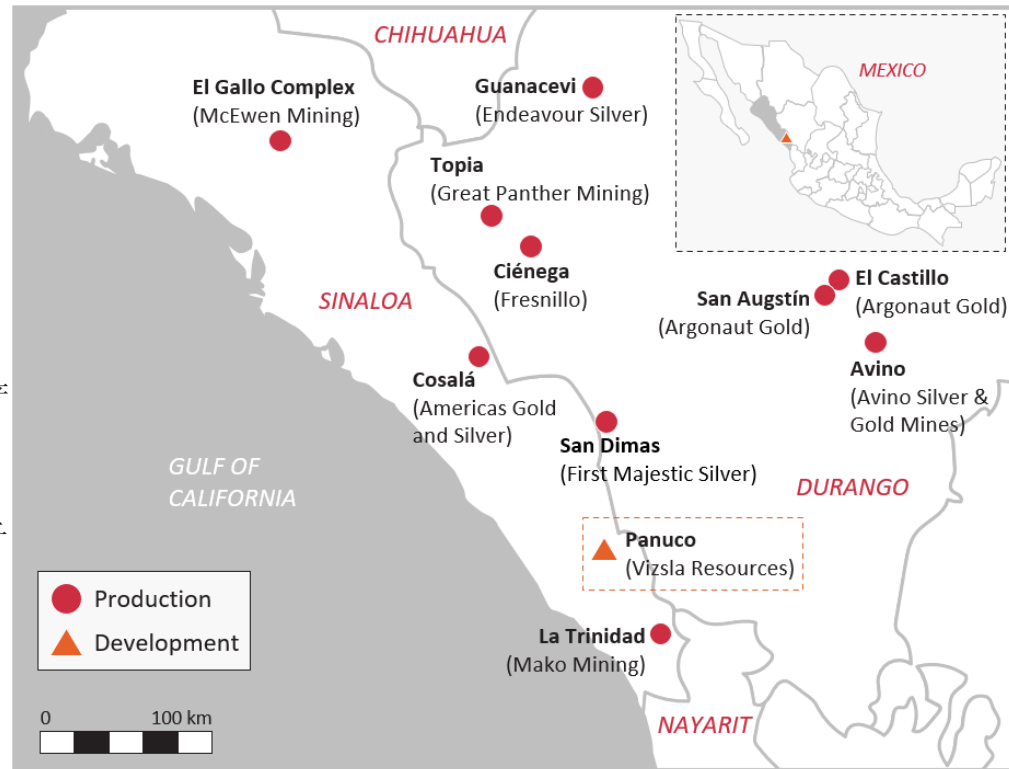 CHIHUAHUA
MEXICO
El Gallo Complex
(McEwen Mining)
Guanacevi
(Endeavour Silver)
Topia
(Great Panther Mining)
Ciénega
(Fresnillo)
SINALOA
El Castillo
(Argonaut Gold)
San Augstín
(Argonaut Gold)
Avino
(Avino Silver &
Gold Mines)
Cosalá
(Americas Gold
and Silver)
San Dimas
(First Majestic Silver)
GULF OF
CALIFORNIA
DURANGO
Panuco
(Vizsla Resources)
Production
Development
La Trinidad
(Mako Mining)
NAYARIT
0 100 km